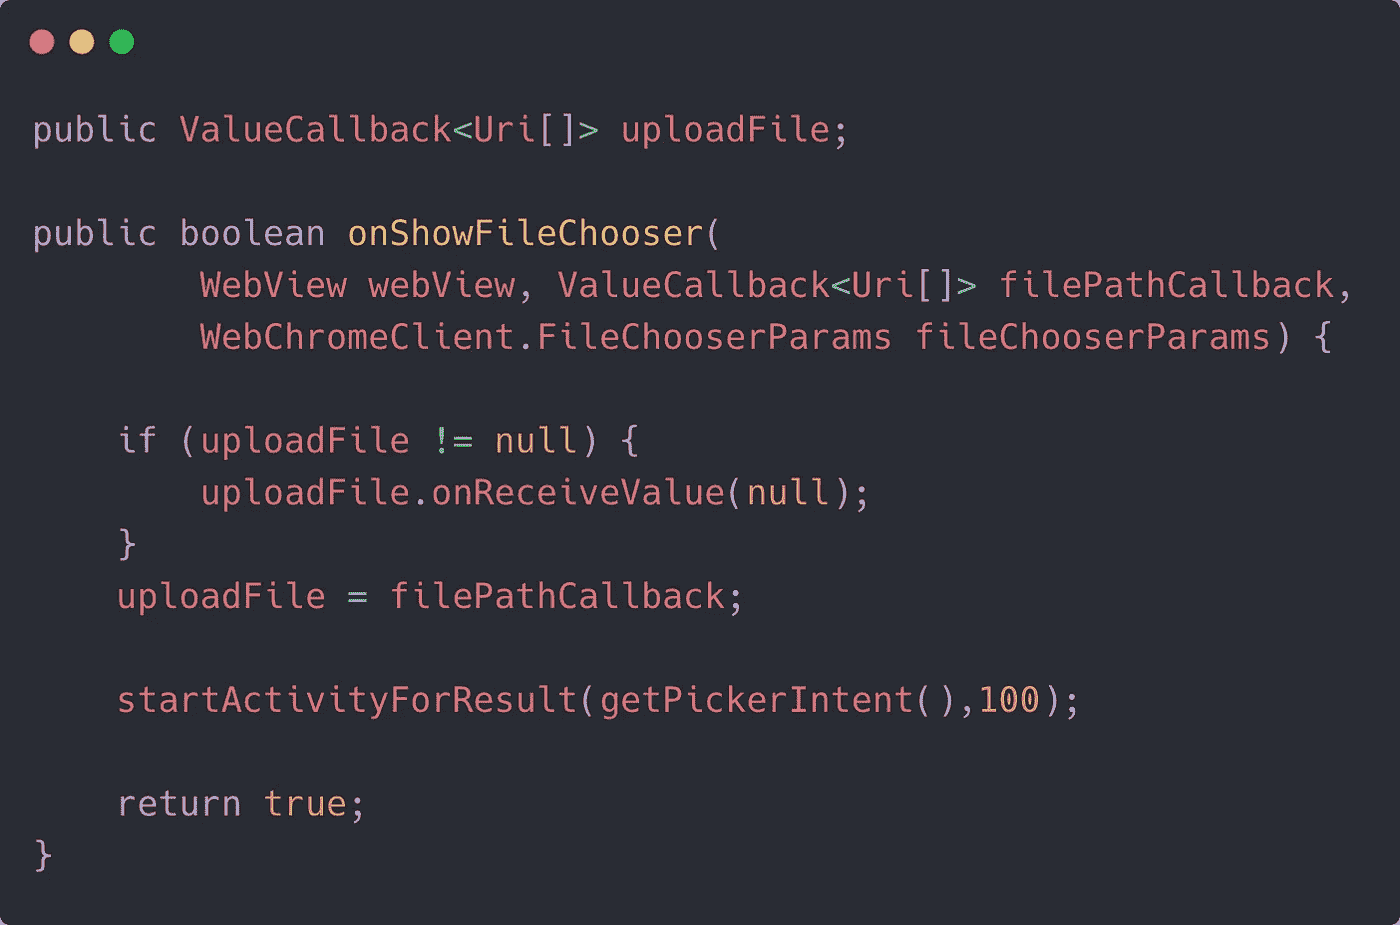 public ValueCallback<Uri[]> uploadFile;

public boolean onShowFileChooser(
        WebView webView, ValueCallback<Uri[]> filePathCallback,
        WebChromeClient.FileChooserParams fileChooserParams) {

    if (uploadFile != null) {
        uploadFile.onReceiveValue(null);
    }
    uploadFile = filePathCallback;

    startActivityForResult(getPickerIntent(),100);

    return true;
}